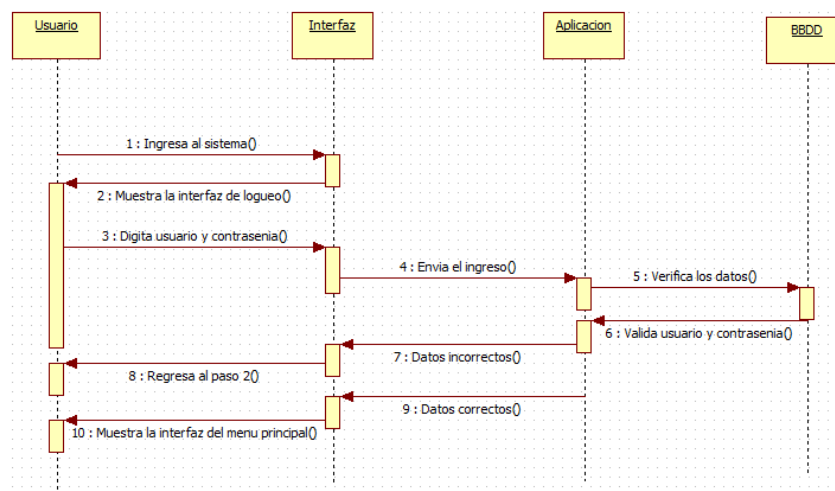 Usuario
Interfaz
Aplicacion
BBDD
1 : Ingresa al sistema()
2 : Muestra la interfaz de logueo()
3 : Digita usuario y contrasenia()
4 : Envia el ingreso()
5 : Verifica los datos()
6 : Valida usuario y contrasenia()
7 : Datos incorrectos()
8 : Regresa al paso 2()
9 : Datos correctos()
10 : Muestra la interfaz del menu principal()